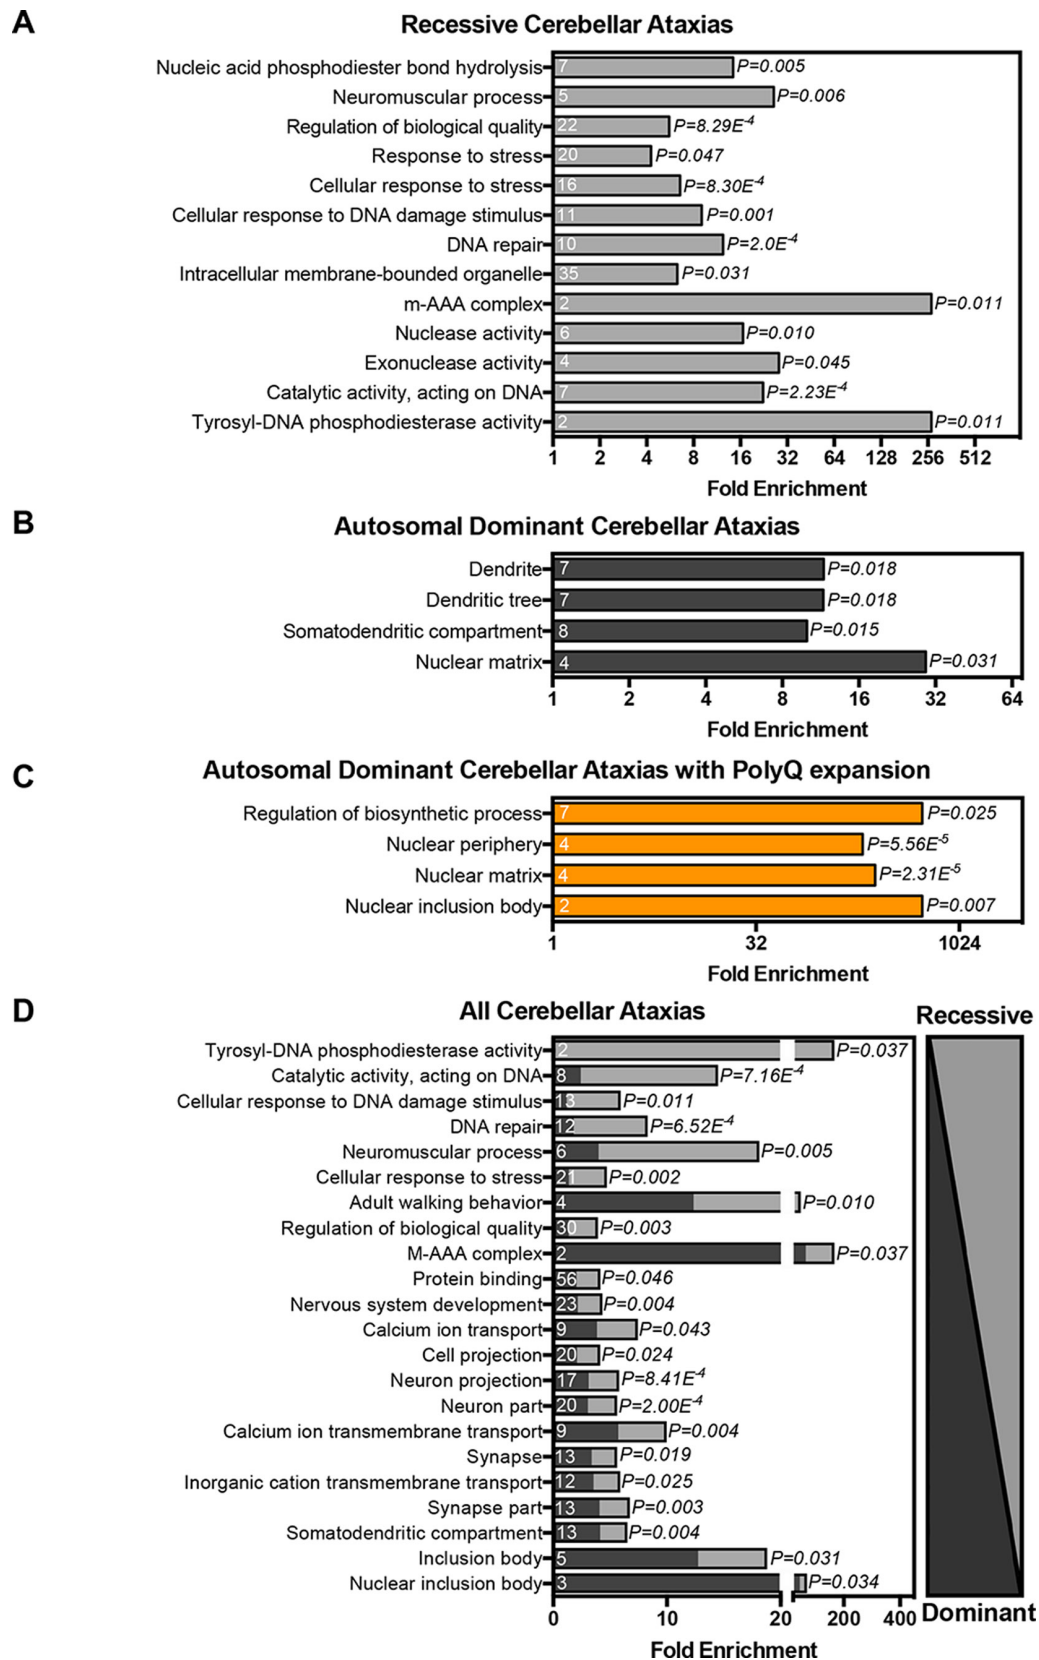 A
Recessive Cerebellar Ataxias
Nucleic acid phosphodiester bond hydrolysis 7 P=0.005
Neuromuscular process 5 P=0.006
Regulation of biological quality 22 P=8.29E-4
Response to stress 20 P=0.047
Cellular response to stress 16 P=8.30E-4
Cellular response to DNA damage stimulus 11 P=0.001
DNA repair 10 P=2.0E-4
Intracellular membrane-bounded organelle 35 P=0.031
m-AAA complex 2 P=0.011
Nuclease activity 6 P=0.010
Exonuclease activity 4 P=0.045
Catalytic activity, acting on DNA 7 P=2.23E-4
Tyrosyl-DNA phosphodiesterase activity 2 P=0.011
1 2 4 8 16 32 64 128 256 512
Fold Enrichment
B
Autosomal Dominant Cerebellar Ataxias
Dendrite 7 P=0.018
Dendritic tree 7 P=0.018
Somatodendritic compartment 8 P=0.015
Nuclear matrix 4 P=0.031
1 2 4 8 16 32 64
Fold Enrichment
C
Autosomal Dominant Cerebellar Ataxias with PolyQ expansion
Regulation of biosynthetic process 7 P=0.025
Nuclear periphery 4 P=5.56E-5
Nuclear matrix 4 P=2.31E-5
Nuclear inclusion body 2 P=0.007
1 32 1024
Fold Enrichment
D
All Cerebellar Ataxias
Recessive
Tyrosyl-DNA phosphodiesterase activity 2 P=0.037
Catalytic activity, acting on DNA 8 P=7.16E-4
Cellular response to DNA damage stimulus 13 P=0.011
DNA repair 12 P=6.52E-4
Neuromuscular process 6 P=0.005
Cellular response to stress 21 P=0.002
Adult walking behavior 4 P=0.010
Regulation of biological quality 30 P=0.003
M-AAA complex 2 P=0.037
Protein binding 56 P=0.046
Nervous system development 23 P=0.004
Calcium ion transport 9 P=0.043
Cell projection 20 P=0.024
Neuron projection 17 P=8.41E-4
Neuron part 20 P=2.00E-4
Calcium ion transmembrane transport 9 P=0.004
Synapse 13 P=0.019
Inorganic cation transmembrane transport 12 P=0.025
Synapse part 13 P=0.003
Somatodendritic compartment 13 P=0.004
Inclusion body 5 P=0.031
Nuclear inclusion body 3 P=0.034
0 10 20 200 400
Dominant
Fold Enrichment